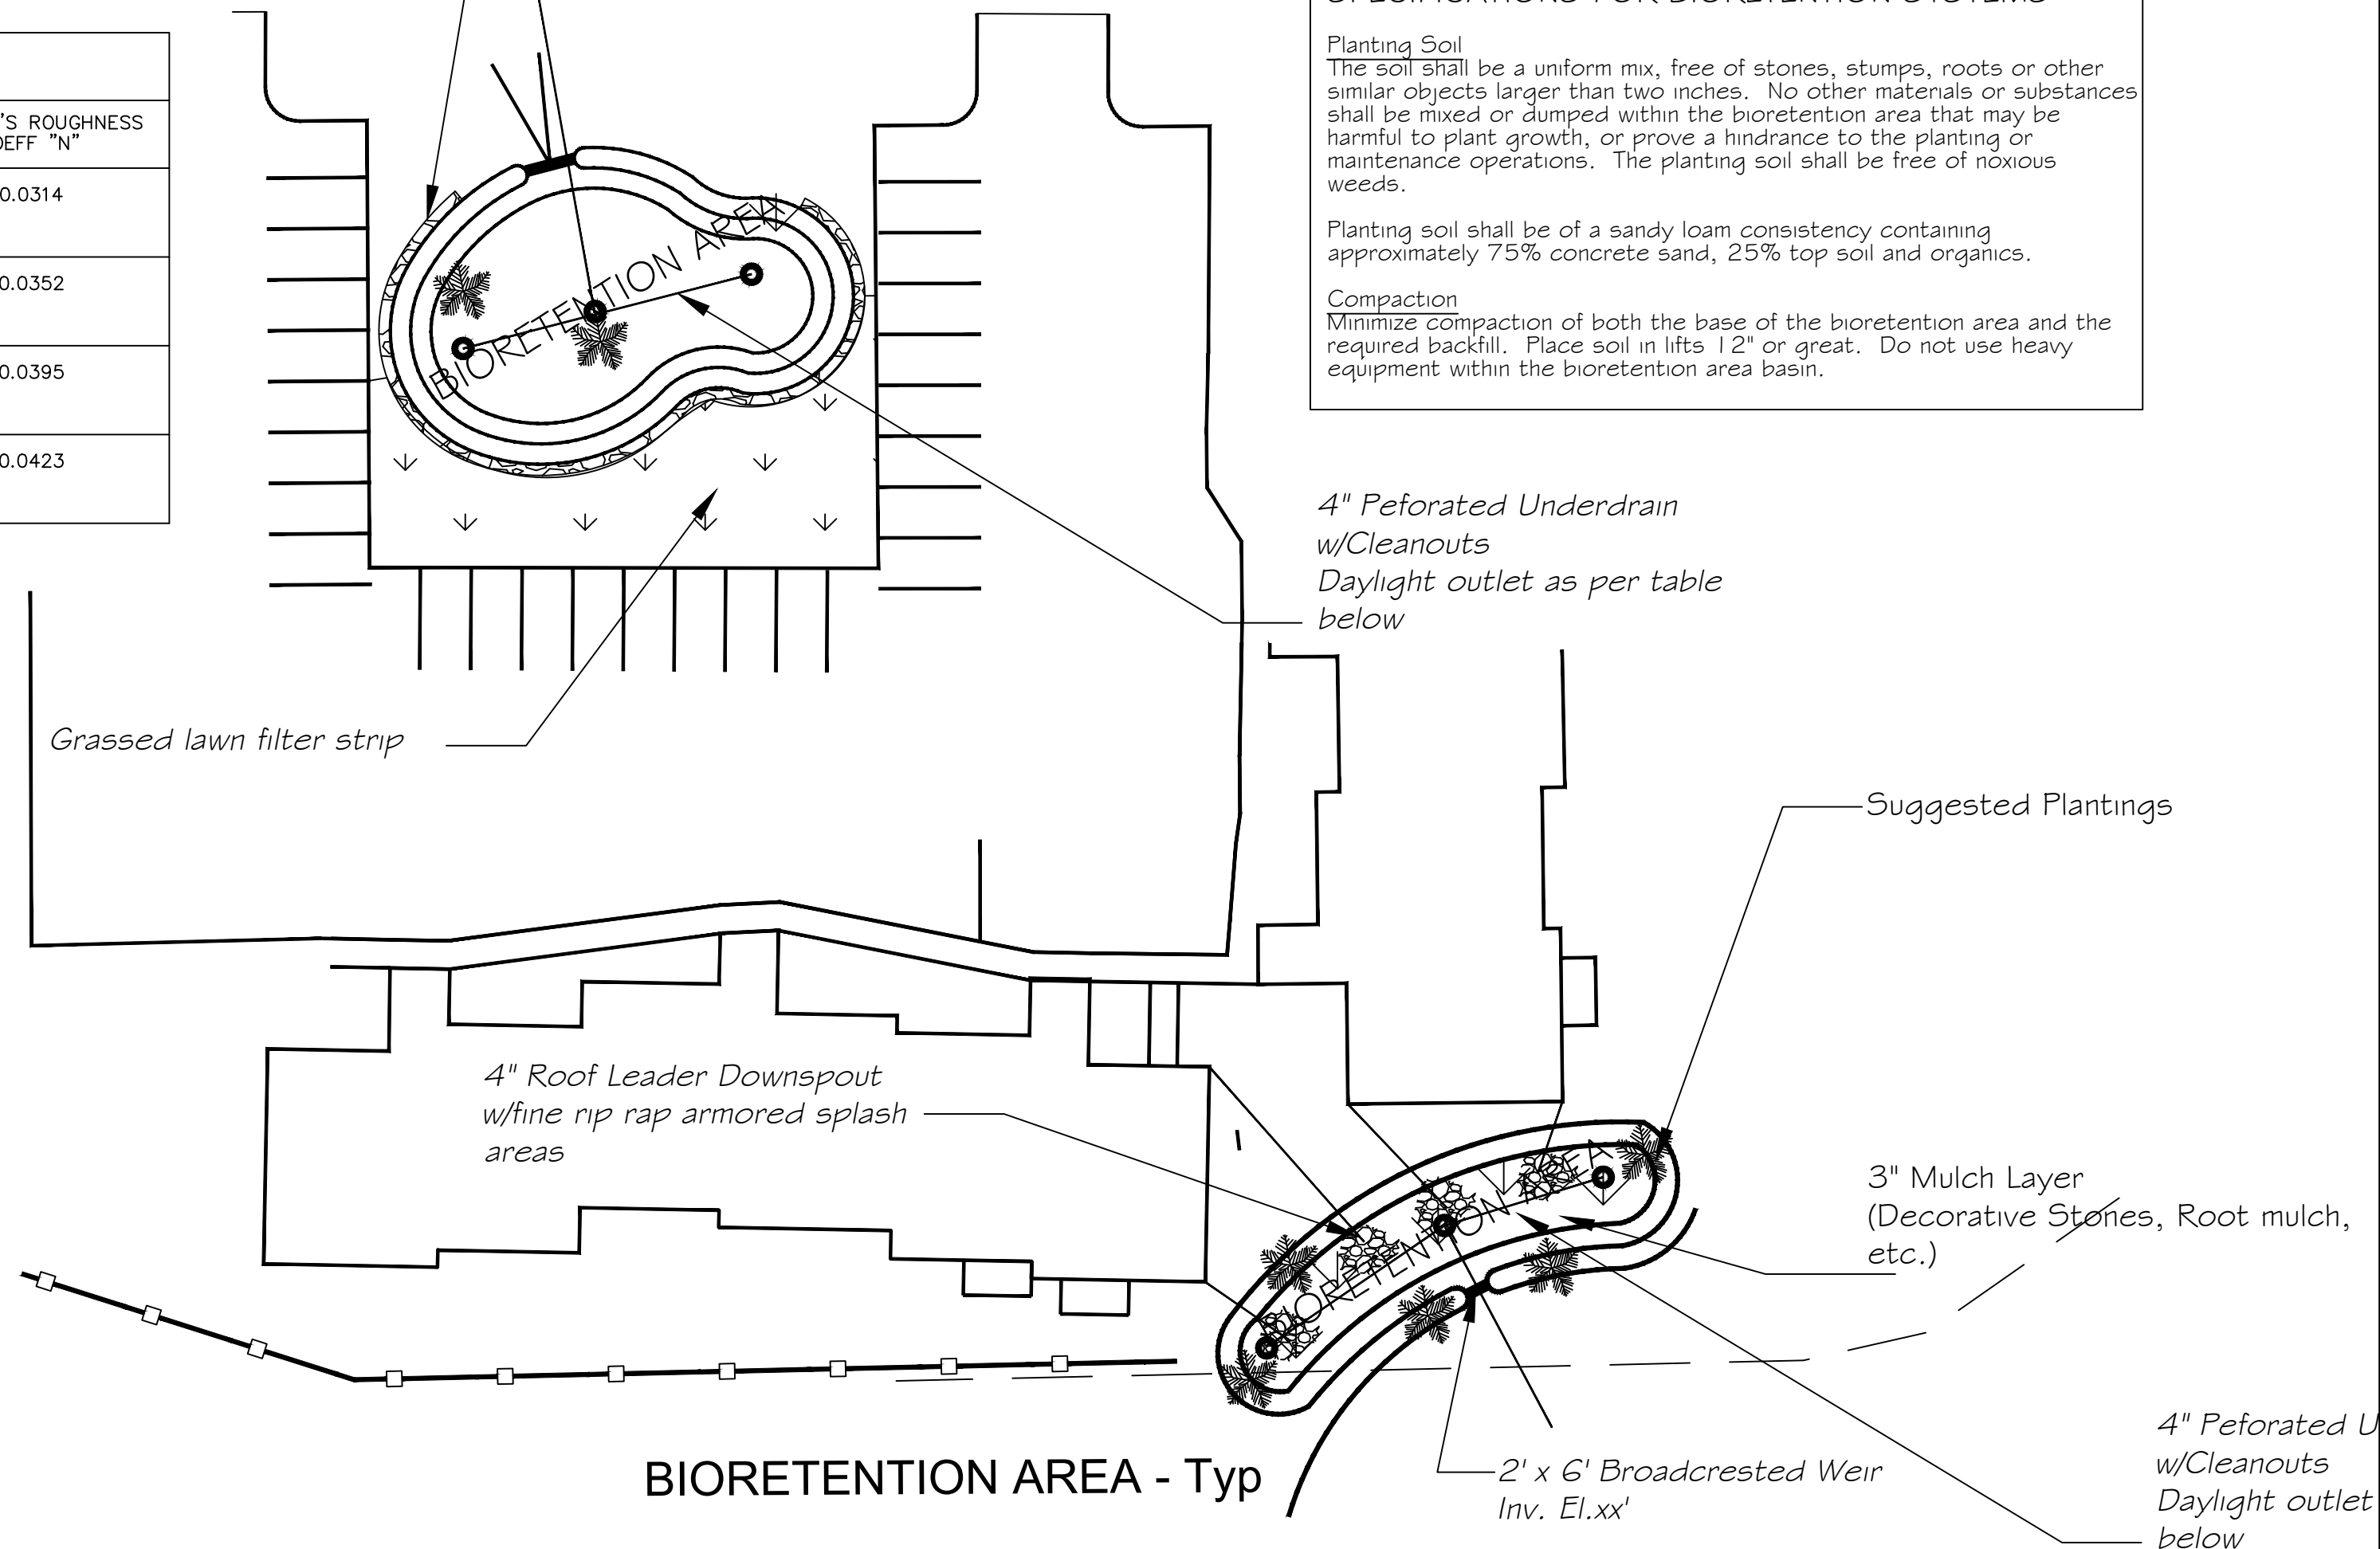 SPECIFICATIONS FOR BIORETENTION SYSTEMS
Planting Soil
The soil shall be a uniform mix, free of stones, stumps, roots or other
similar objects larger than two inches.  No other materials or substances
shall be mixed or dumped within the bioretention area that may be
harmful to plant growth, or prove a hindrance to the planting or
maintenance operations.  The planting soil shall be free of noxious
weeds.
Planting soil shall be of a sandy loam consistency containing
approximately 75% concrete sand, 25% top soil and organics.
Compaction
Minimize compaction of both the base of the bioretention area and the
required backfill.  Place soil in lifts 12" or great.  Do not use heavy
equipment within the bioretention area basin.
'S ROUGHNESS
OEFF "N"
0.0314
0.0352
0.0395
0.0423
BIORETENTION AREA
4" Peforated Underdrain
w/Cleanouts
Daylight outlet as per table
below
Grassed lawn filter strip
Suggested Plantings
4" Roof Leader Downspout
w/fine rip rap armored splash
areas
BIORETENTION AREA
3" Mulch Layer
(Decorative Stones, Root mulch,
etc.)
4" Peforated U
w/Cleanouts
Daylight outlet
below
2' x 6' Broadcrested Weir
Inv. El.xx'
BIORETENTION AREA - Typ